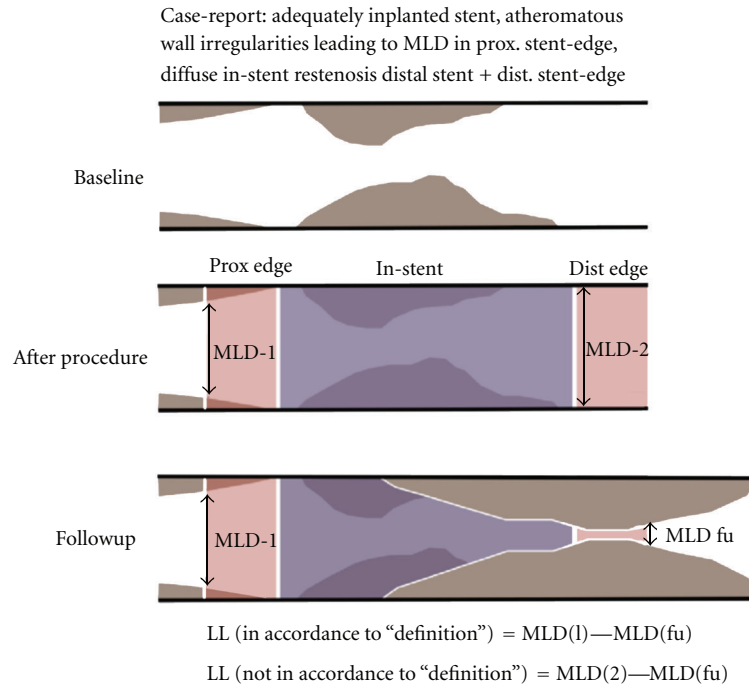 Case-report: adequately inplanted stent, atheromatous
wall irregularities leading to MLD in prox. stent-edge,
diffuse in-stent restenosis distal stent + dist. stent-edge
Baseline
Prox edge In-stent Dist edge
After procedure MLD-1 MLD-2
Followup MLD-1 MLD fu
LL (in accordance to “definition”) = MLD(l)—MLD(fu)
LL (not in accordance to “definition”) = MLD(2)—MLD(fu)